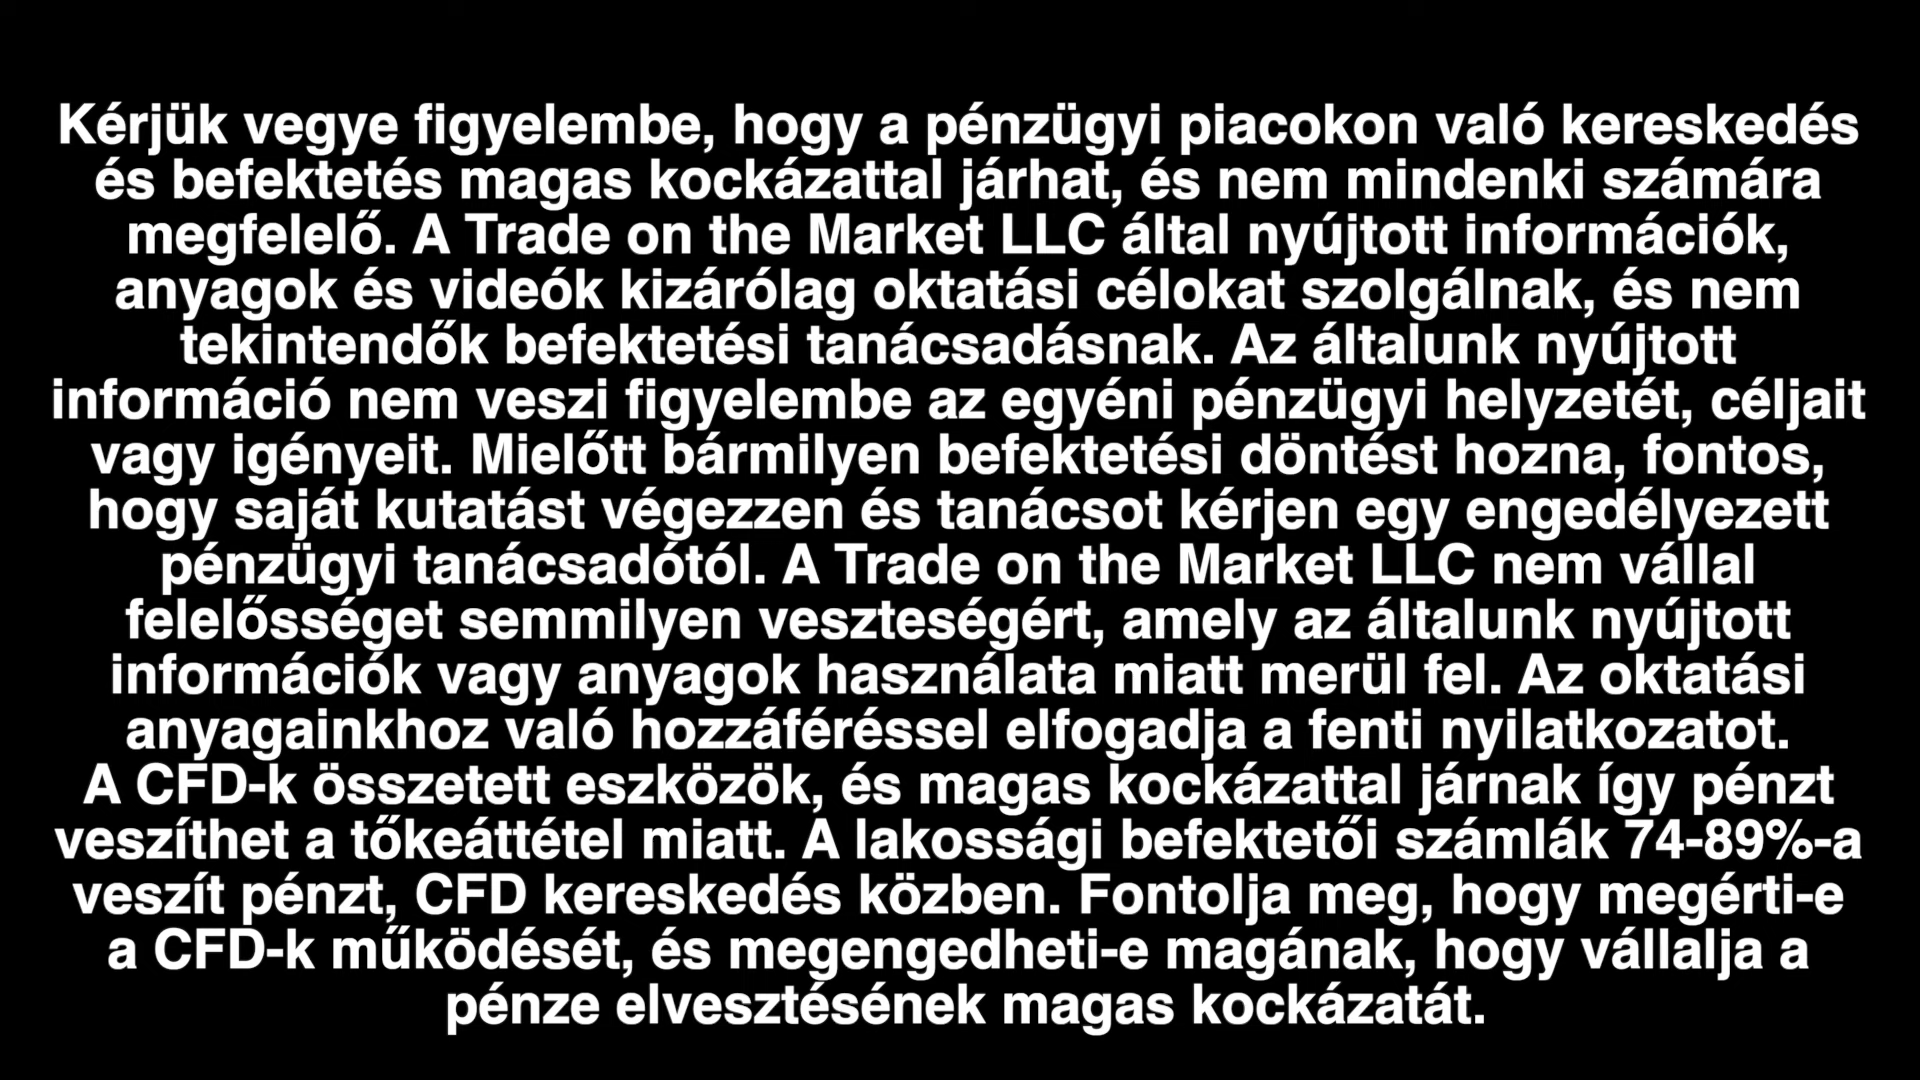 Kérjük vegye figyelembe, hogy a pénzügyi piacokon való kereskedés
és befektetés magas kockázattal járhat, és nem mindenki számára
megfelelő. A Trade on the Market LLC által nyújtott információk,
anyagok és videók kizárólag oktatási célokat szolgálnak, és nem
tekintendők befektetési tanácsadásnak. Az általunk nyújtott
információ nem veszi figyelembe az egyéni pénzügyi helyzetét, céljait
vagy igényeit. Mielőtt bármilyen befektetési döntést hozna, fontos,
hogy saját kutatást végezzen és tanácsot kérjen egy engedélyezett
pénzügyi tanácsadótól. A Trade on the Market LLC nem vállal
felelősséget semmilyen veszteségért, amely az általunk nyújtott
információk vagy anyagok használata miatt merül fel. Az oktatási
anyagainkhoz való hozzáféréssel elfogadja a fenti nyilatkozatot.
A CFD-k összetett eszközök, és magas kockázattal járnak így pénzt
veszíthet a tőkeáttétel miatt. A lakossági befektetői számlák 74-89%-a
veszít pénzt, CFD kereskedés közben. Fontolja meg, hogy megérti-e
a CFD-k működését, és megengedheti-e magának, hogy vállalja a
pénze elvesztésének magas kockázatát.